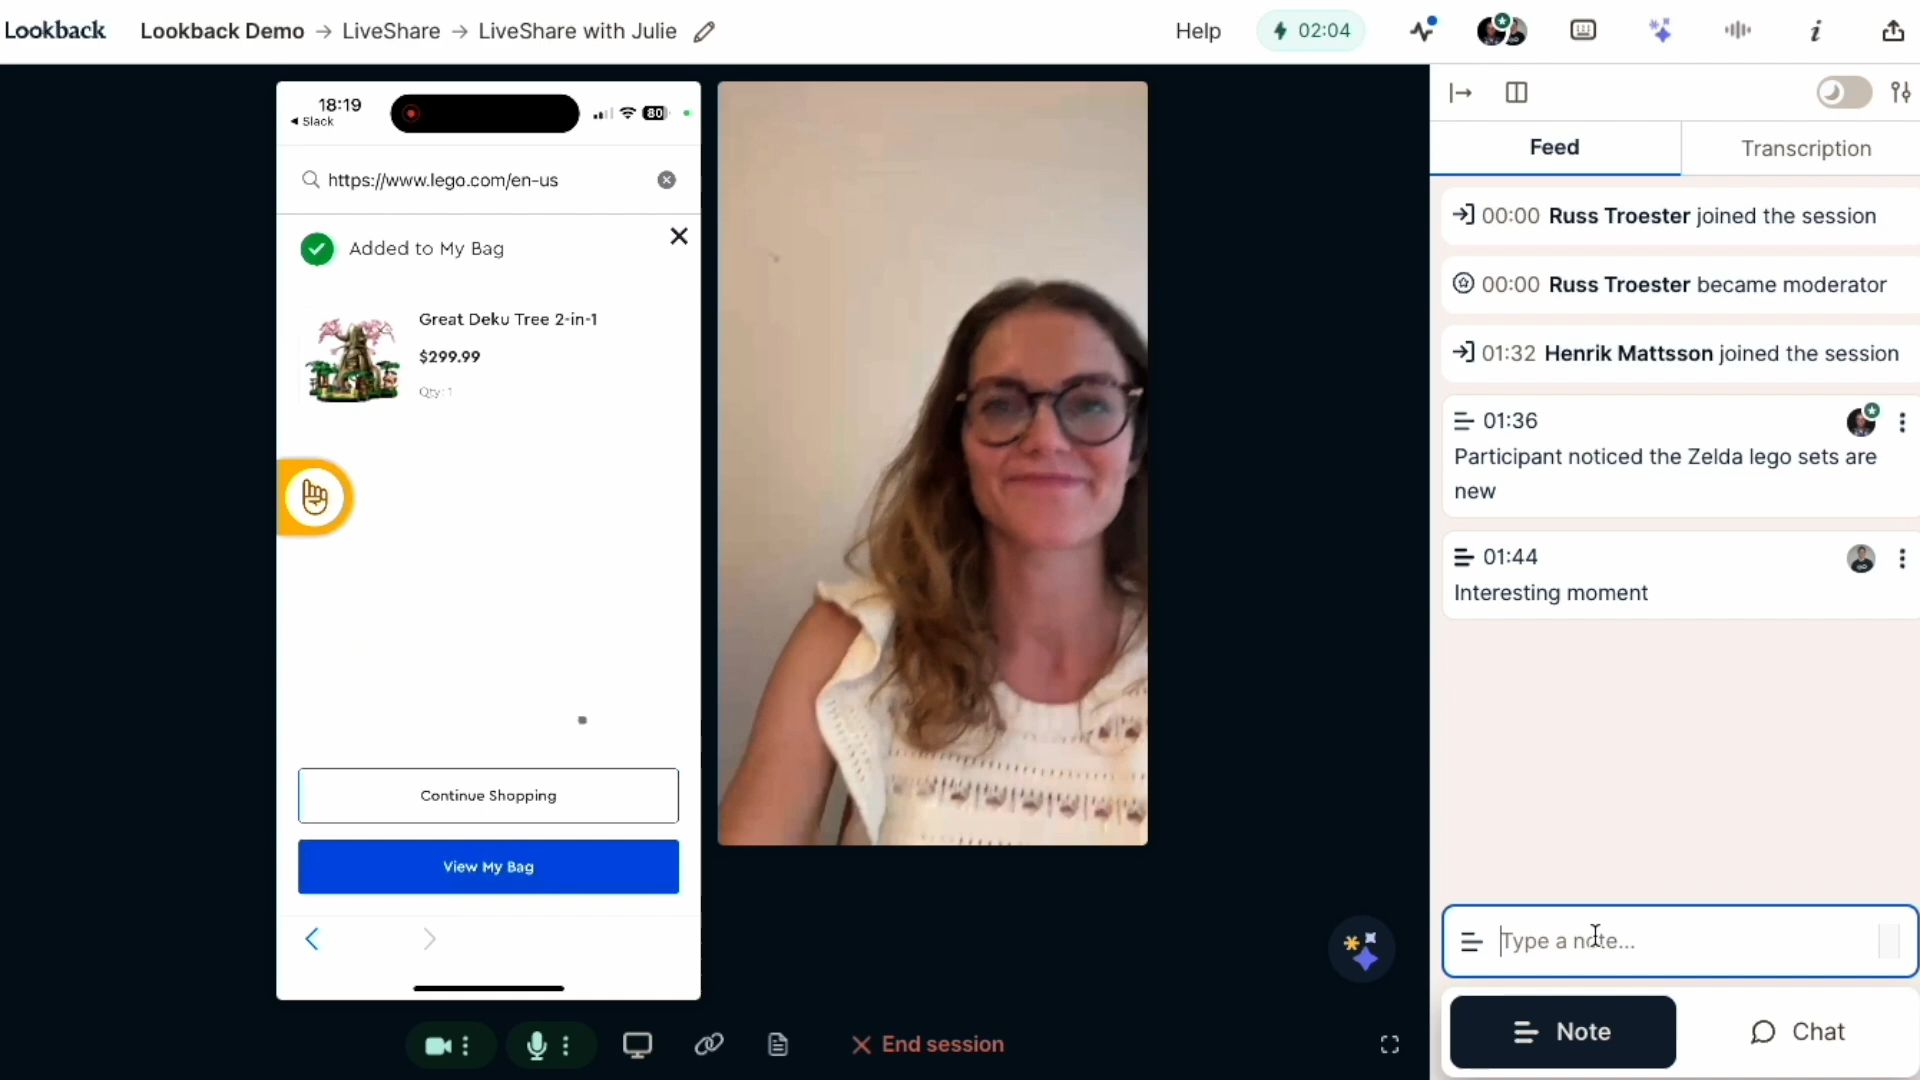 Lookback
Lookback Demo → LiveShare → LiveShare with Julie
Help
02:04
18:19
Slack
80
https://www.lego.com/en-us
Added to My Bag
Great Deku Tree 2-in-1
$299.99
Qty: 1
Continue Shopping
View My Bag
End session
Feed
Transcription
00:00 Russ Troester joined the session
00:00 Russ Troester became moderator
01:32 Henrik Mattsson joined the session
01:36
Participant noticed the Zelda lego sets are
new
01:44
Interesting moment
Type a note...
Note
Chat